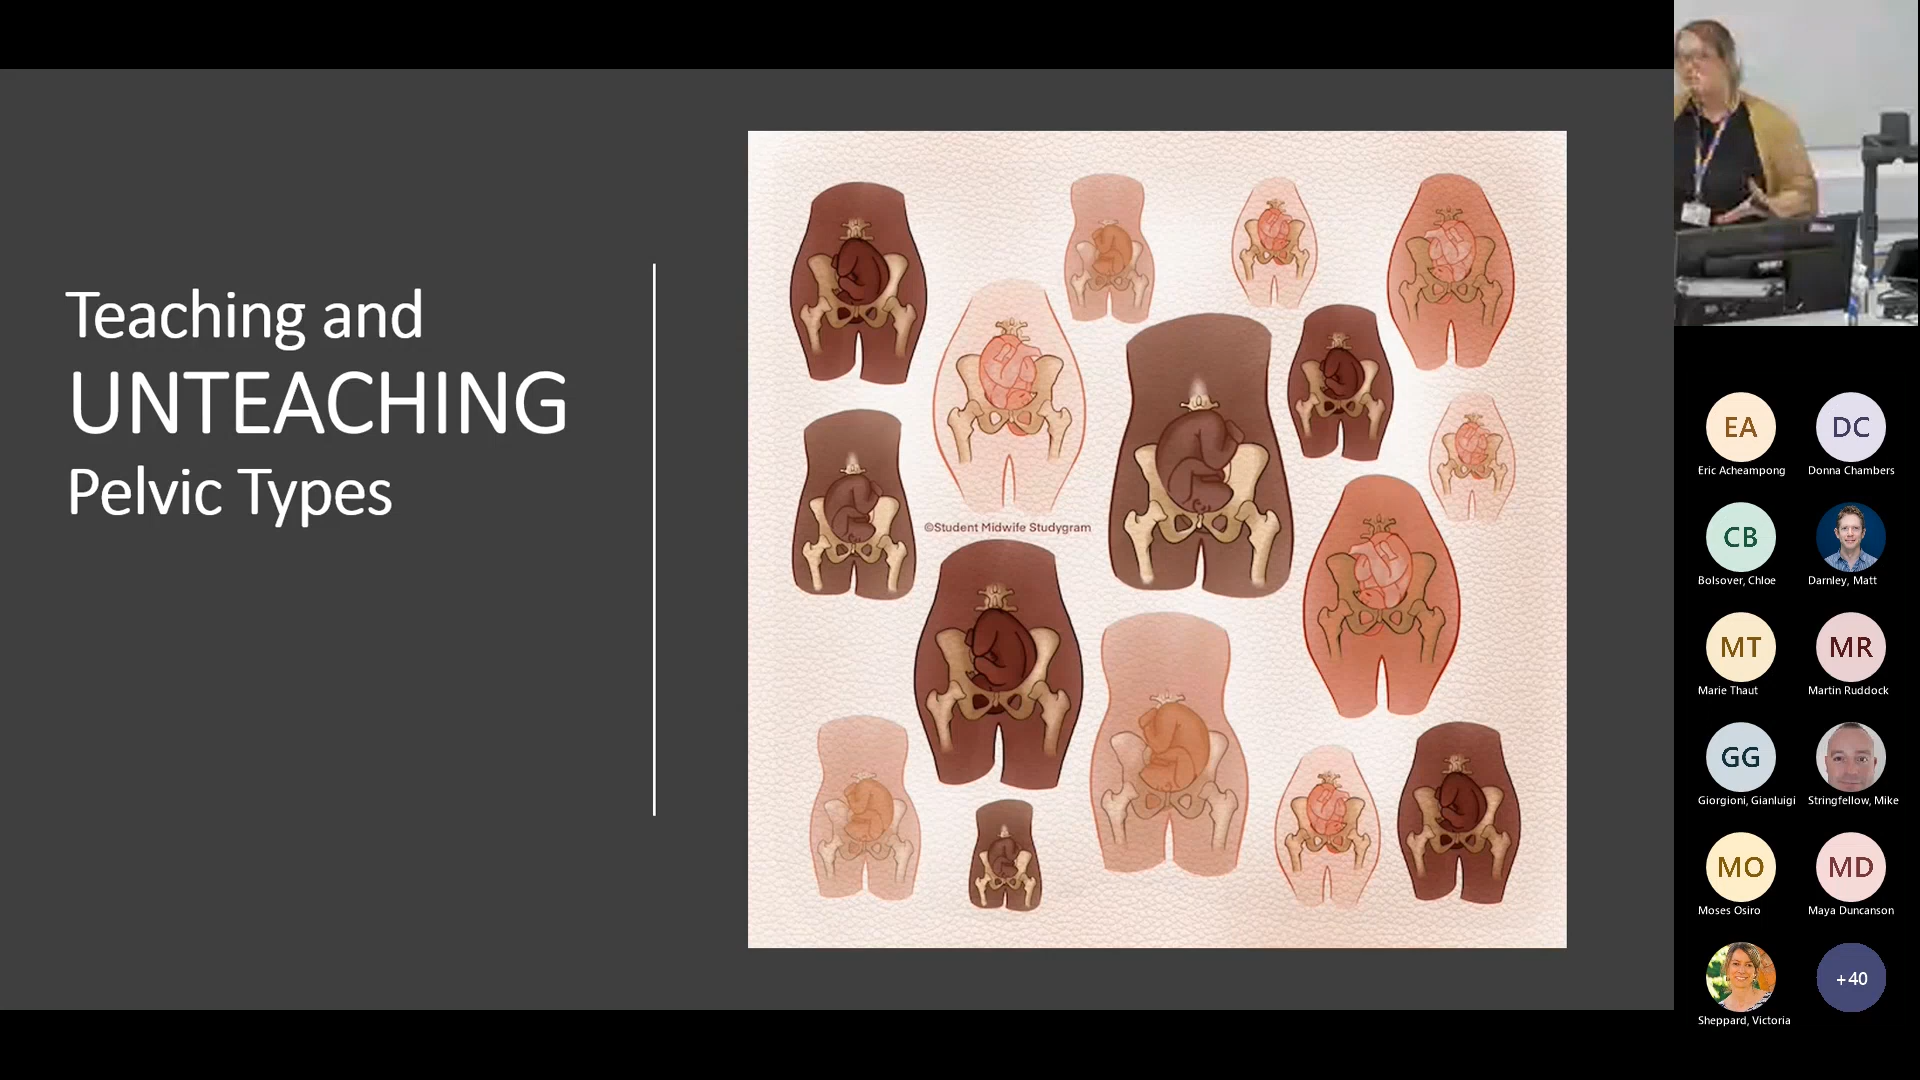 Teaching and
UNTEACHING
Pelvic Types
©Student Midwife Studygram
EA
DC
Eric Acheampong
Donna Chambers
CB
Bolsover, Chloe
Darnley, Matt
MT
MR
Marie Thaut
Martin Ruddock
GG
Giorgioni, Gianluigi
Stringfellow, Mike
MO
MD
Moses Osiro
Maya Duncanson
+40
Sheppard, Victoria